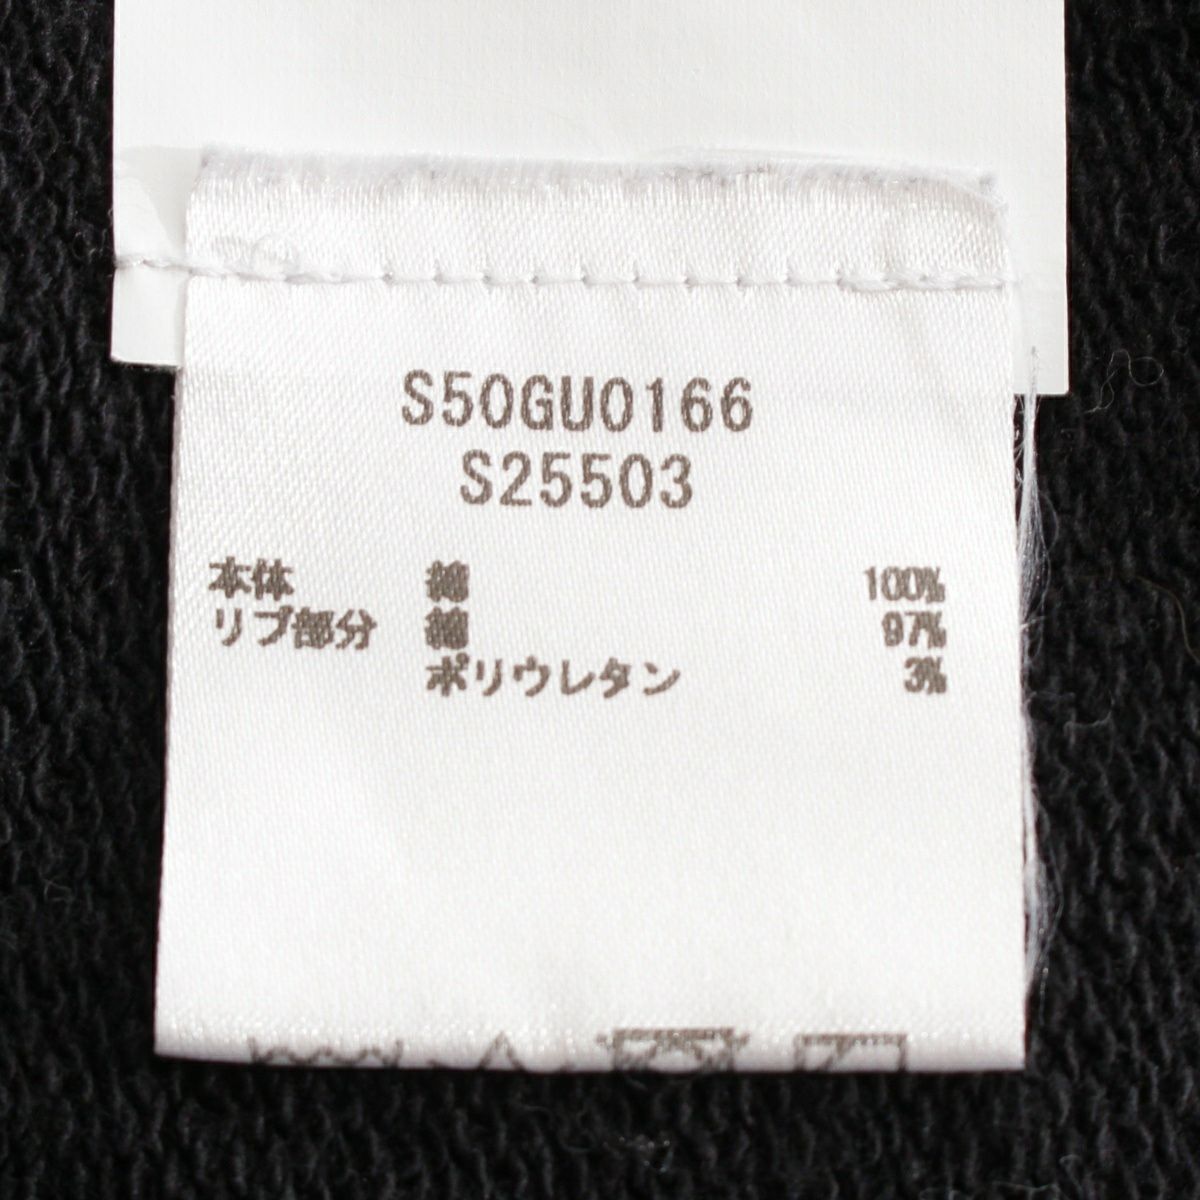 S50GU0166
S25503
本体 綿 100%
リブ部分 綿 97%
ポリウレタン 3%